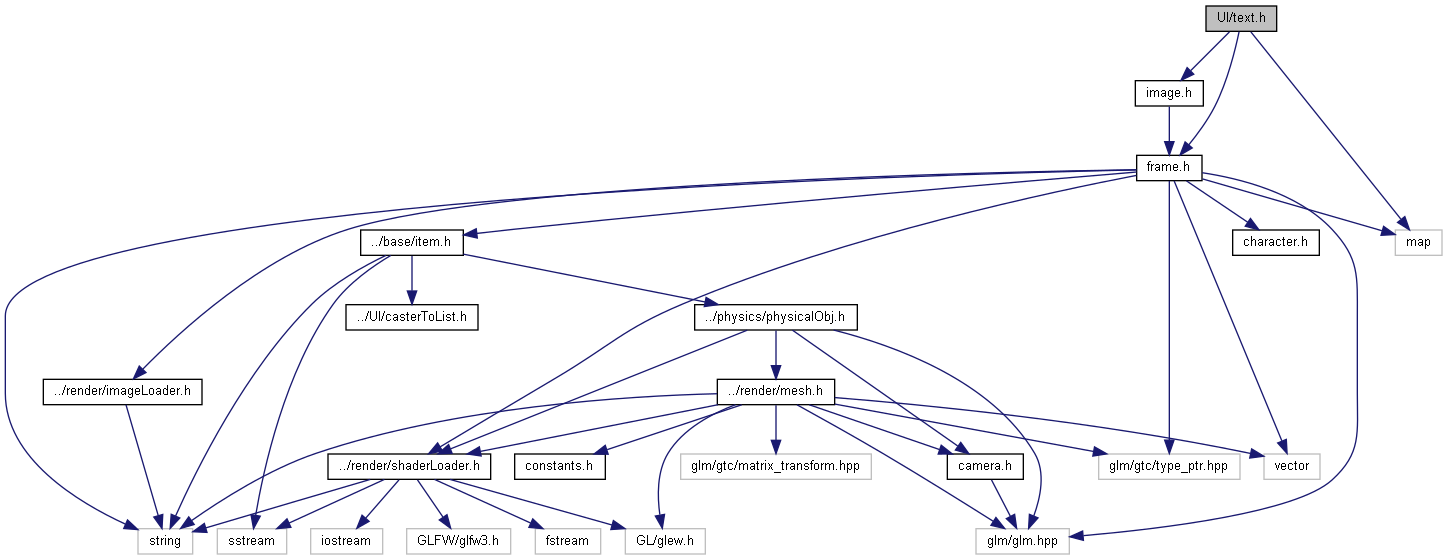 UI/text.h
image.h
frame.h
../base/item.h
character.h
map
../UI/casterToList.h
../physics/physicalObj.h
../render/imageLoader.h
../render/mesh.h
../render/shaderLoader.h
constants.h
glm/gtc/matrix_transform.hpp
camera.h
glm/gtc/type_ptr.hpp
vector
string
sstream
iostream
GLFW/glfw3.h
fstream
GL/glew.h
glm/glm.hpp